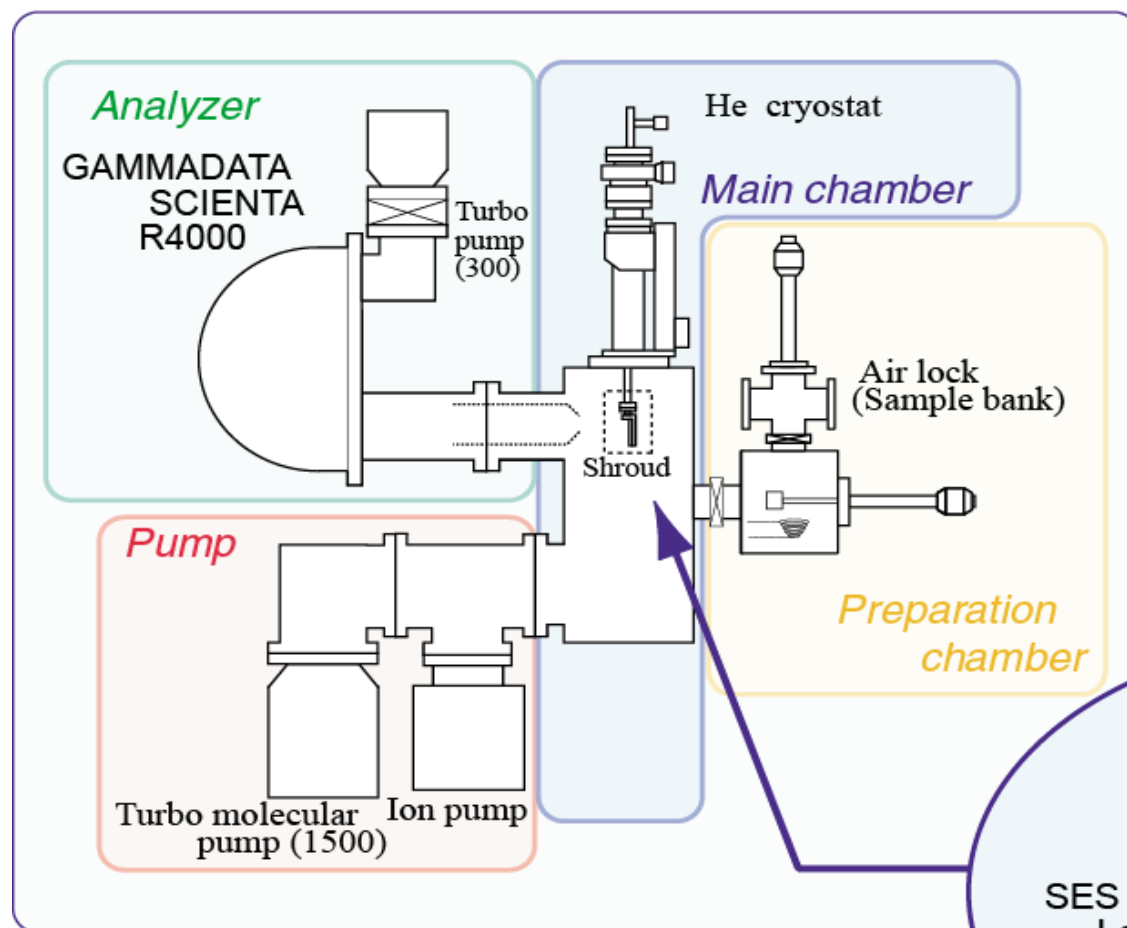 Analyzer
GAMMADATA
SCIENTA
R4000
Turbo
pump
(300)
He cryostat
Main chamber
Shroud
Air lock
(Sample bank)
Preparation
chamber
Pump
Turbo molecular
pump (1500)
Ion pump
SES